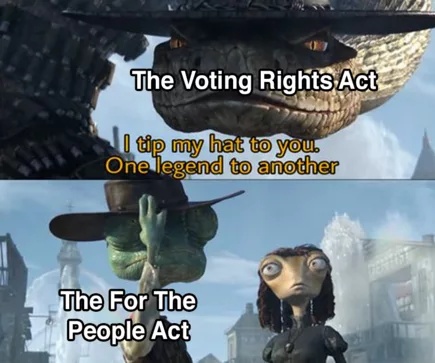 The Voting Rights Act
I tip my hat to you.
One legend to another
The For The
People Act